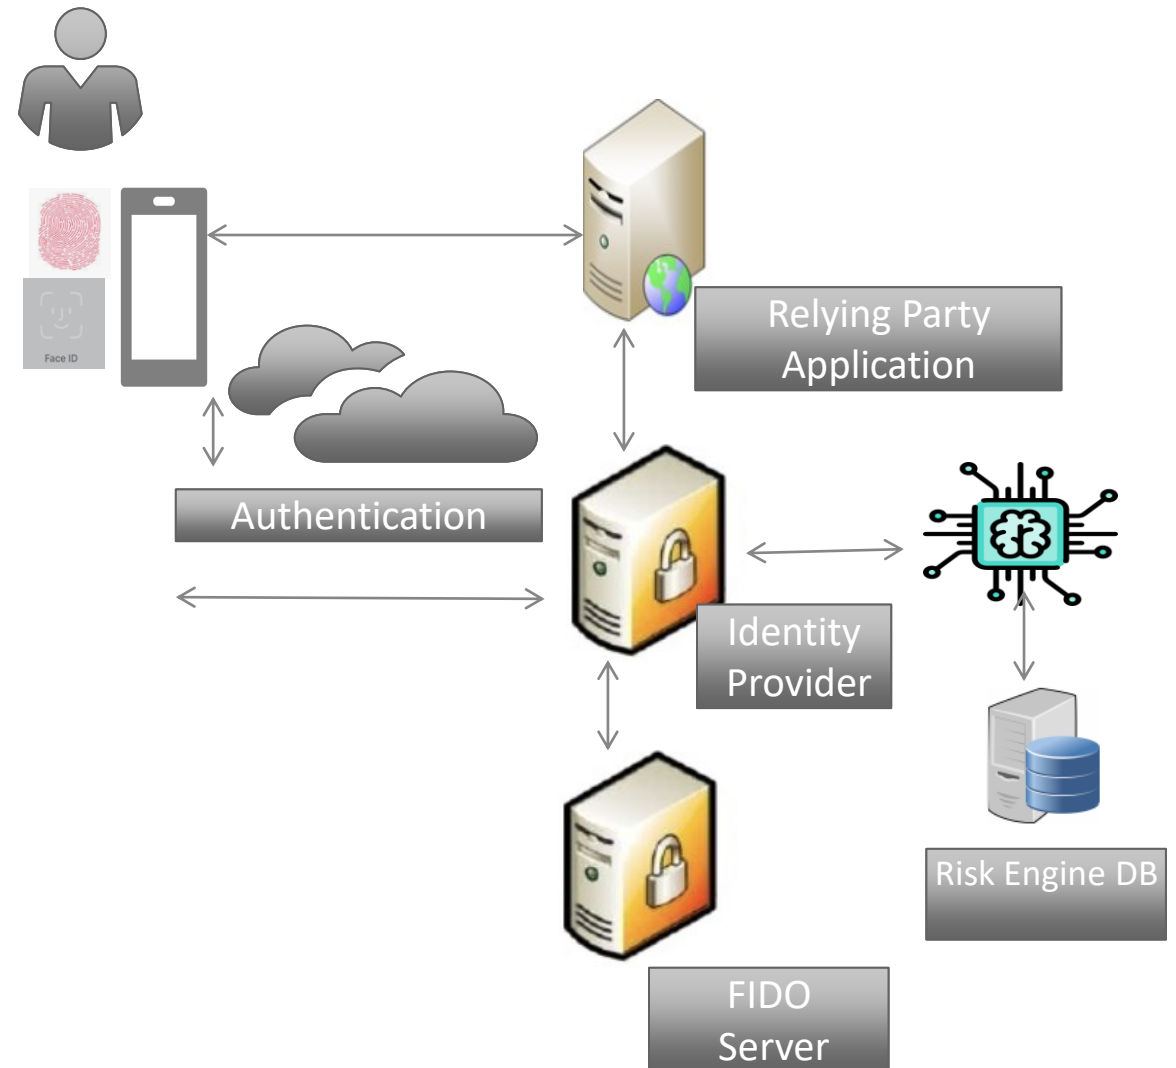 Face ID
Relying Party
Application
Authentication
Identity
Provider
Risk Engine DB
FIDO
Server